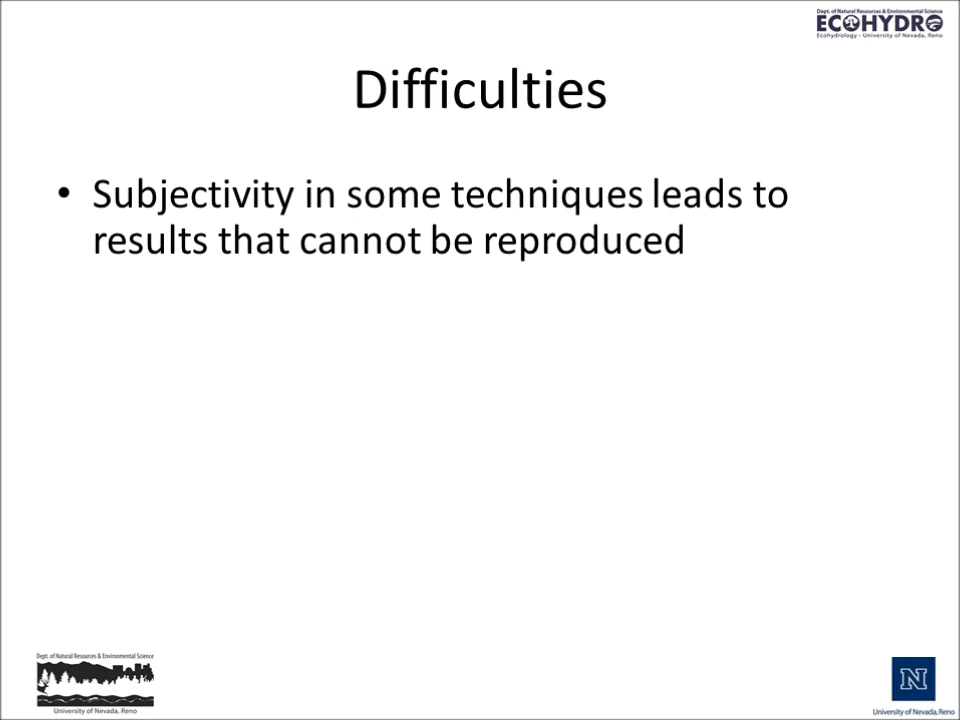 Dept. of Natural Resources & Environmental Science
ECOHYDRO
Ecohydrology - University of Nevada, Reno
Difficulties
• Subjectivity in some techniques leads to
results that cannot be reproduced
Dept. of Natural Resources & Environmental Science
University of Nevada, Reno
N
University of Nevada, Reno